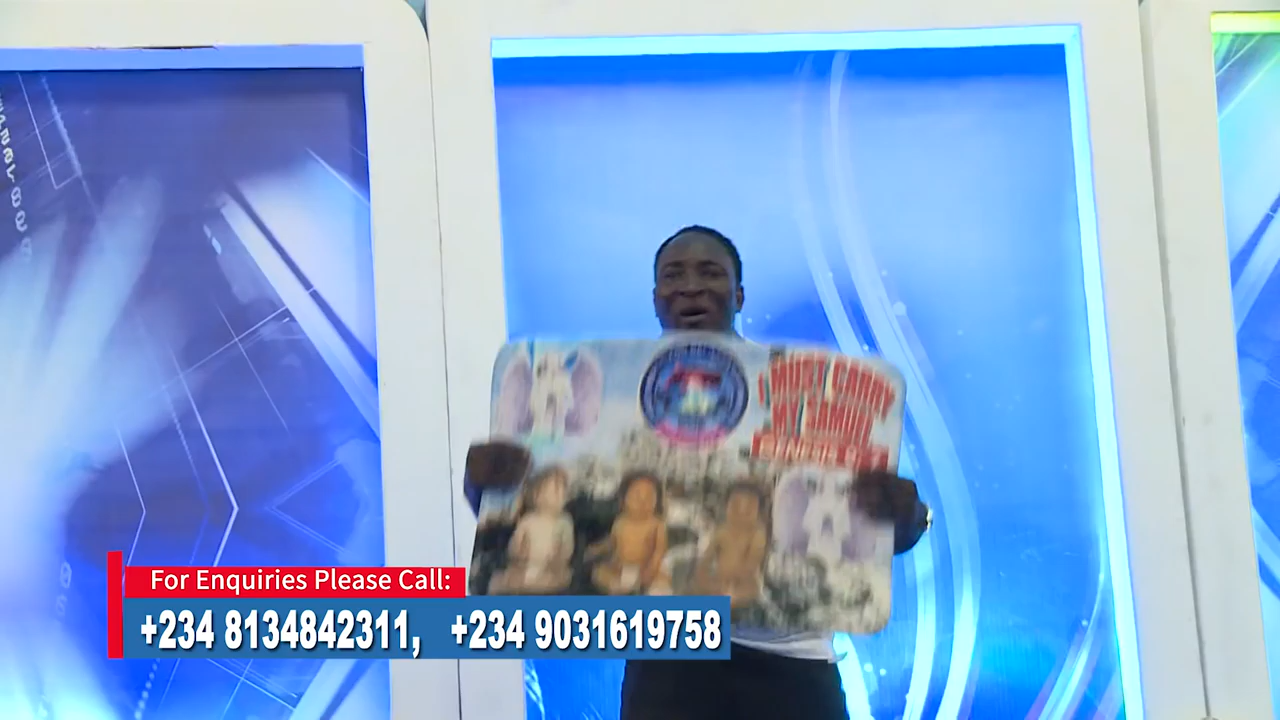 I MUST CARRY
MY SAMUEL
For Enquiries Please Call:
+234 8134842311, +234 9031619758